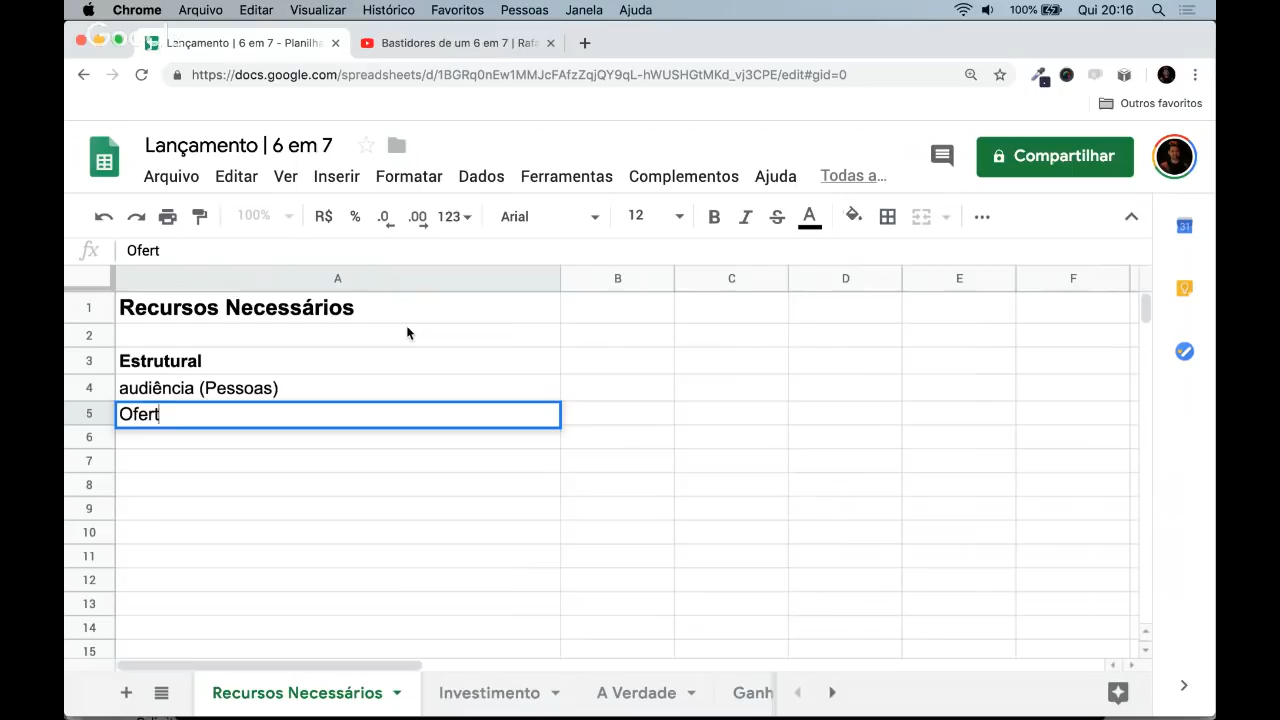 Chrome Arquivo Editar Visualizar Histórico Favoritos Pessoas Janela Ajuda 100% Qui 20:16
Lançamento | 6 em 7 - Planilha Bastidores de um 6 em 7 | Rafa
https://docs.google.com/spreadsheets/d/1BGRq0nEw1MMJcFAfzZqjQY9qL-hWUSHGtMKd_vj3CPE/edit#gid=0
Outros favoritos
Lançamento | 6 em 7
Compartilhar
Arquivo Editar Ver Inserir Formatar Dados Ferramentas Complementos Ajuda Todas a...
100% R$ % .0 .00 123 Arial 12 B I S A
31
fx Ofert
A B C D E F
1 Recursos Necessários
2
3 Estrutural
4 audiência (Pessoas)
5 Ofert
6
7
8
9
10
11
12
13
14
15
Recursos Necessários Investimento A Verdade Ganh